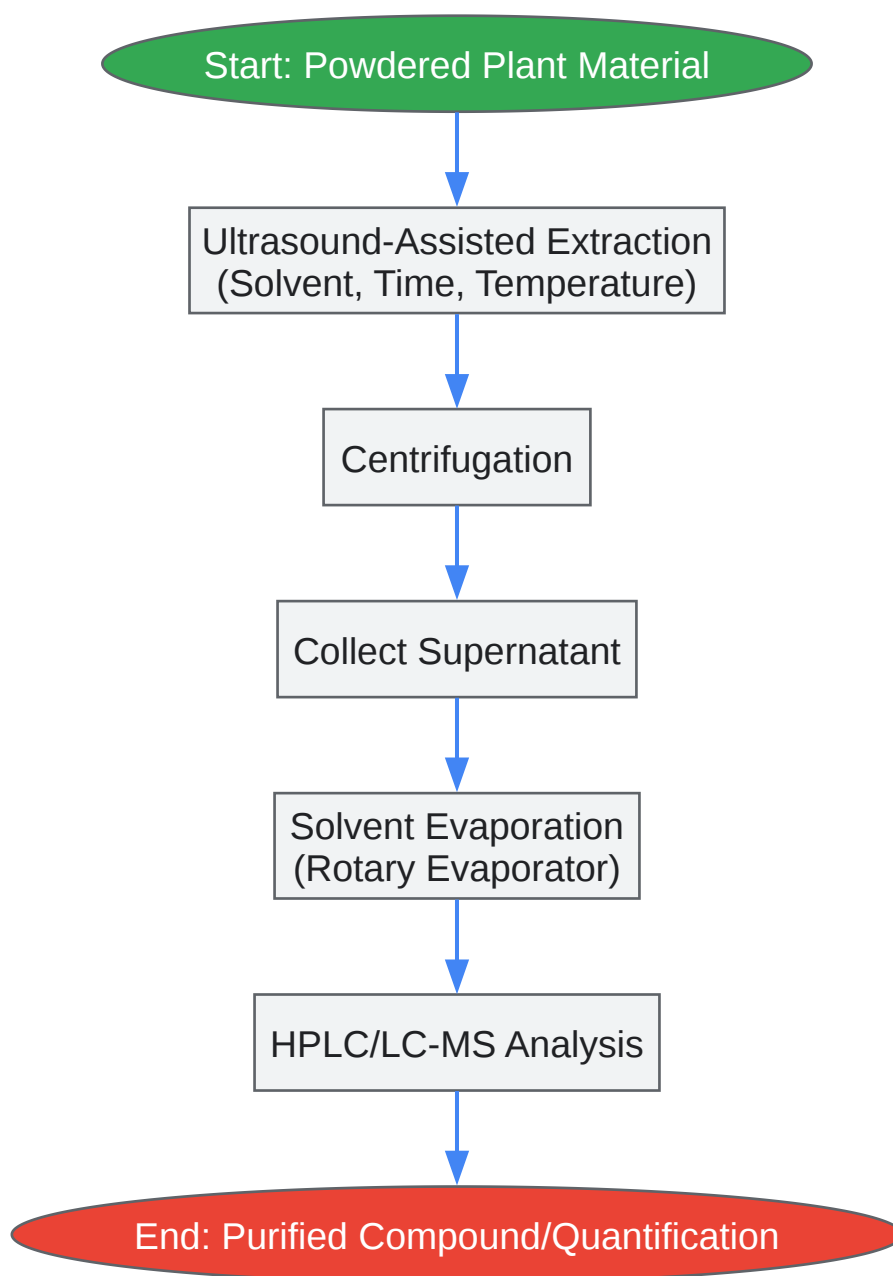 Start: Powdered Plant Material
Ultrasound-Assisted Extraction
(Solvent, Time, Temperature)
Centrifugation
Collect Supernatant
Solvent Evaporation
(Rotary Evaporator)
HPLC/LC-MS Analysis
End: Purified Compound/Quantification